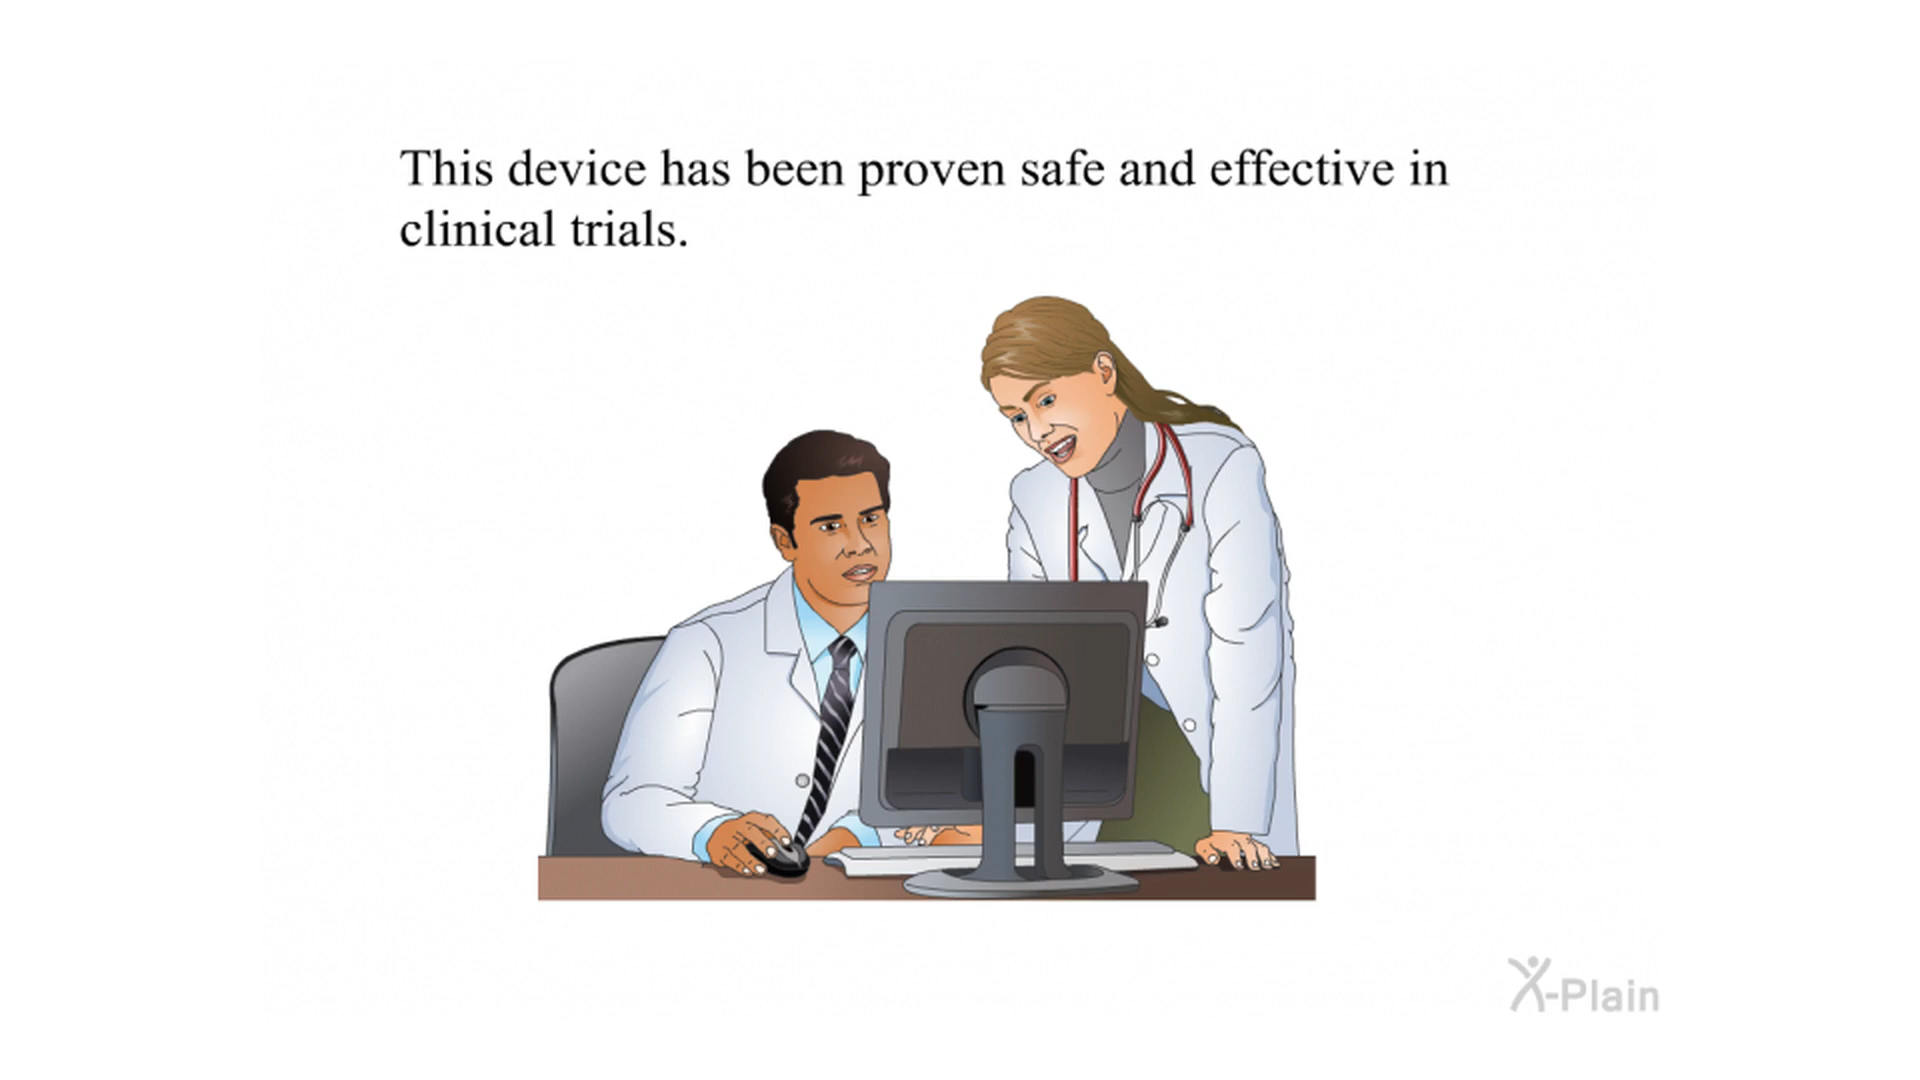 This device has been proven safe and effective in
clinical trials.
X-Plain